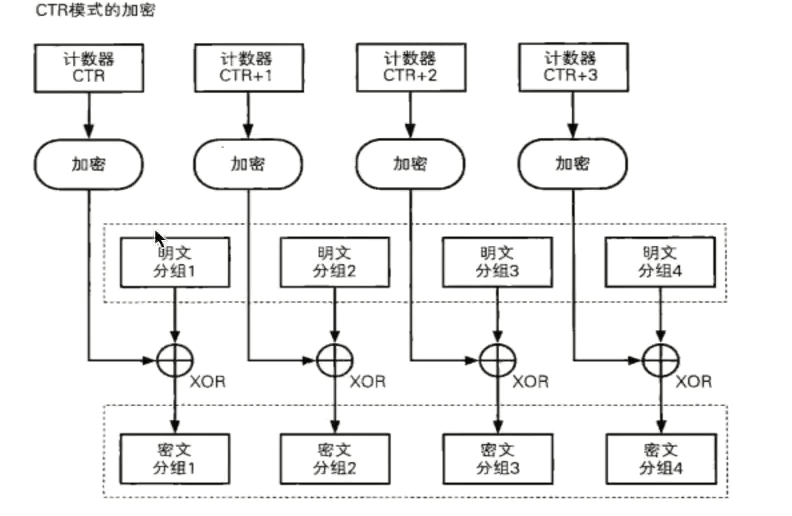 CTR模式的加密
计数器
CTR
计数器
CTR+1
计数器
CTR+2
计数器
CTR+3
加密
加密
加密
加密
明文
分组1
明文
分组2
明文
分组3
明文
分组4
XOR
XOR
XOR
XOR
密文
分组1
密文
分组2
密文
分组3
密文
分组4